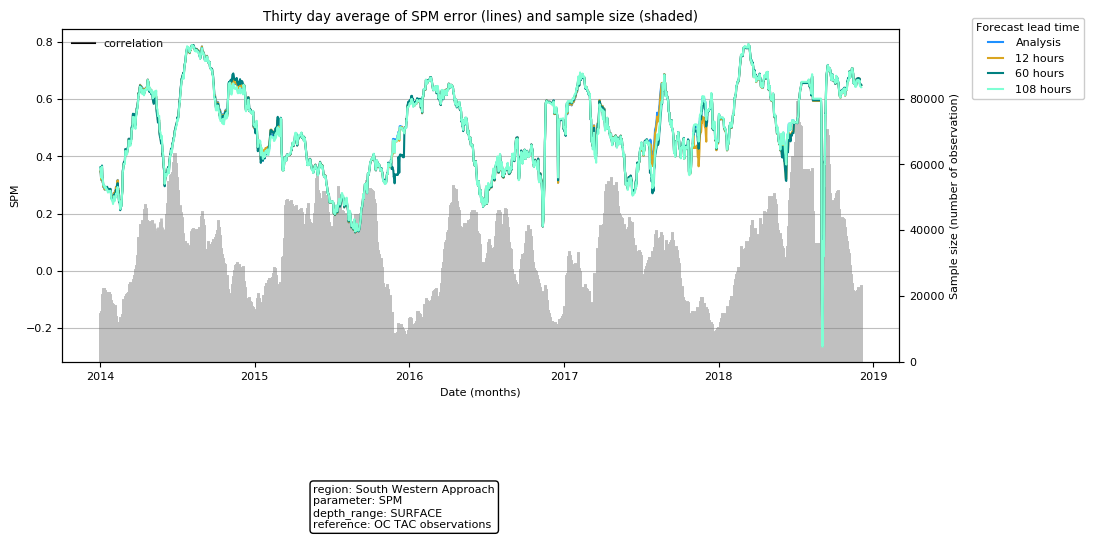 Thirty day average of SPM error (lines) and sample size (shaded)
Forecast lead time
Analysis
12 hours
60 hours
108 hours
correlation
SPM
0.8
0.6
0.4
0.2
0.0
−0.2
80000
60000
40000
20000
0
Sample size (number of observation)
2014
2015
2016
2017
2018
2019
Date (months)
region: South Western Approach
parameter: SPM
depth_range: SURFACE
reference: OC TAC observations